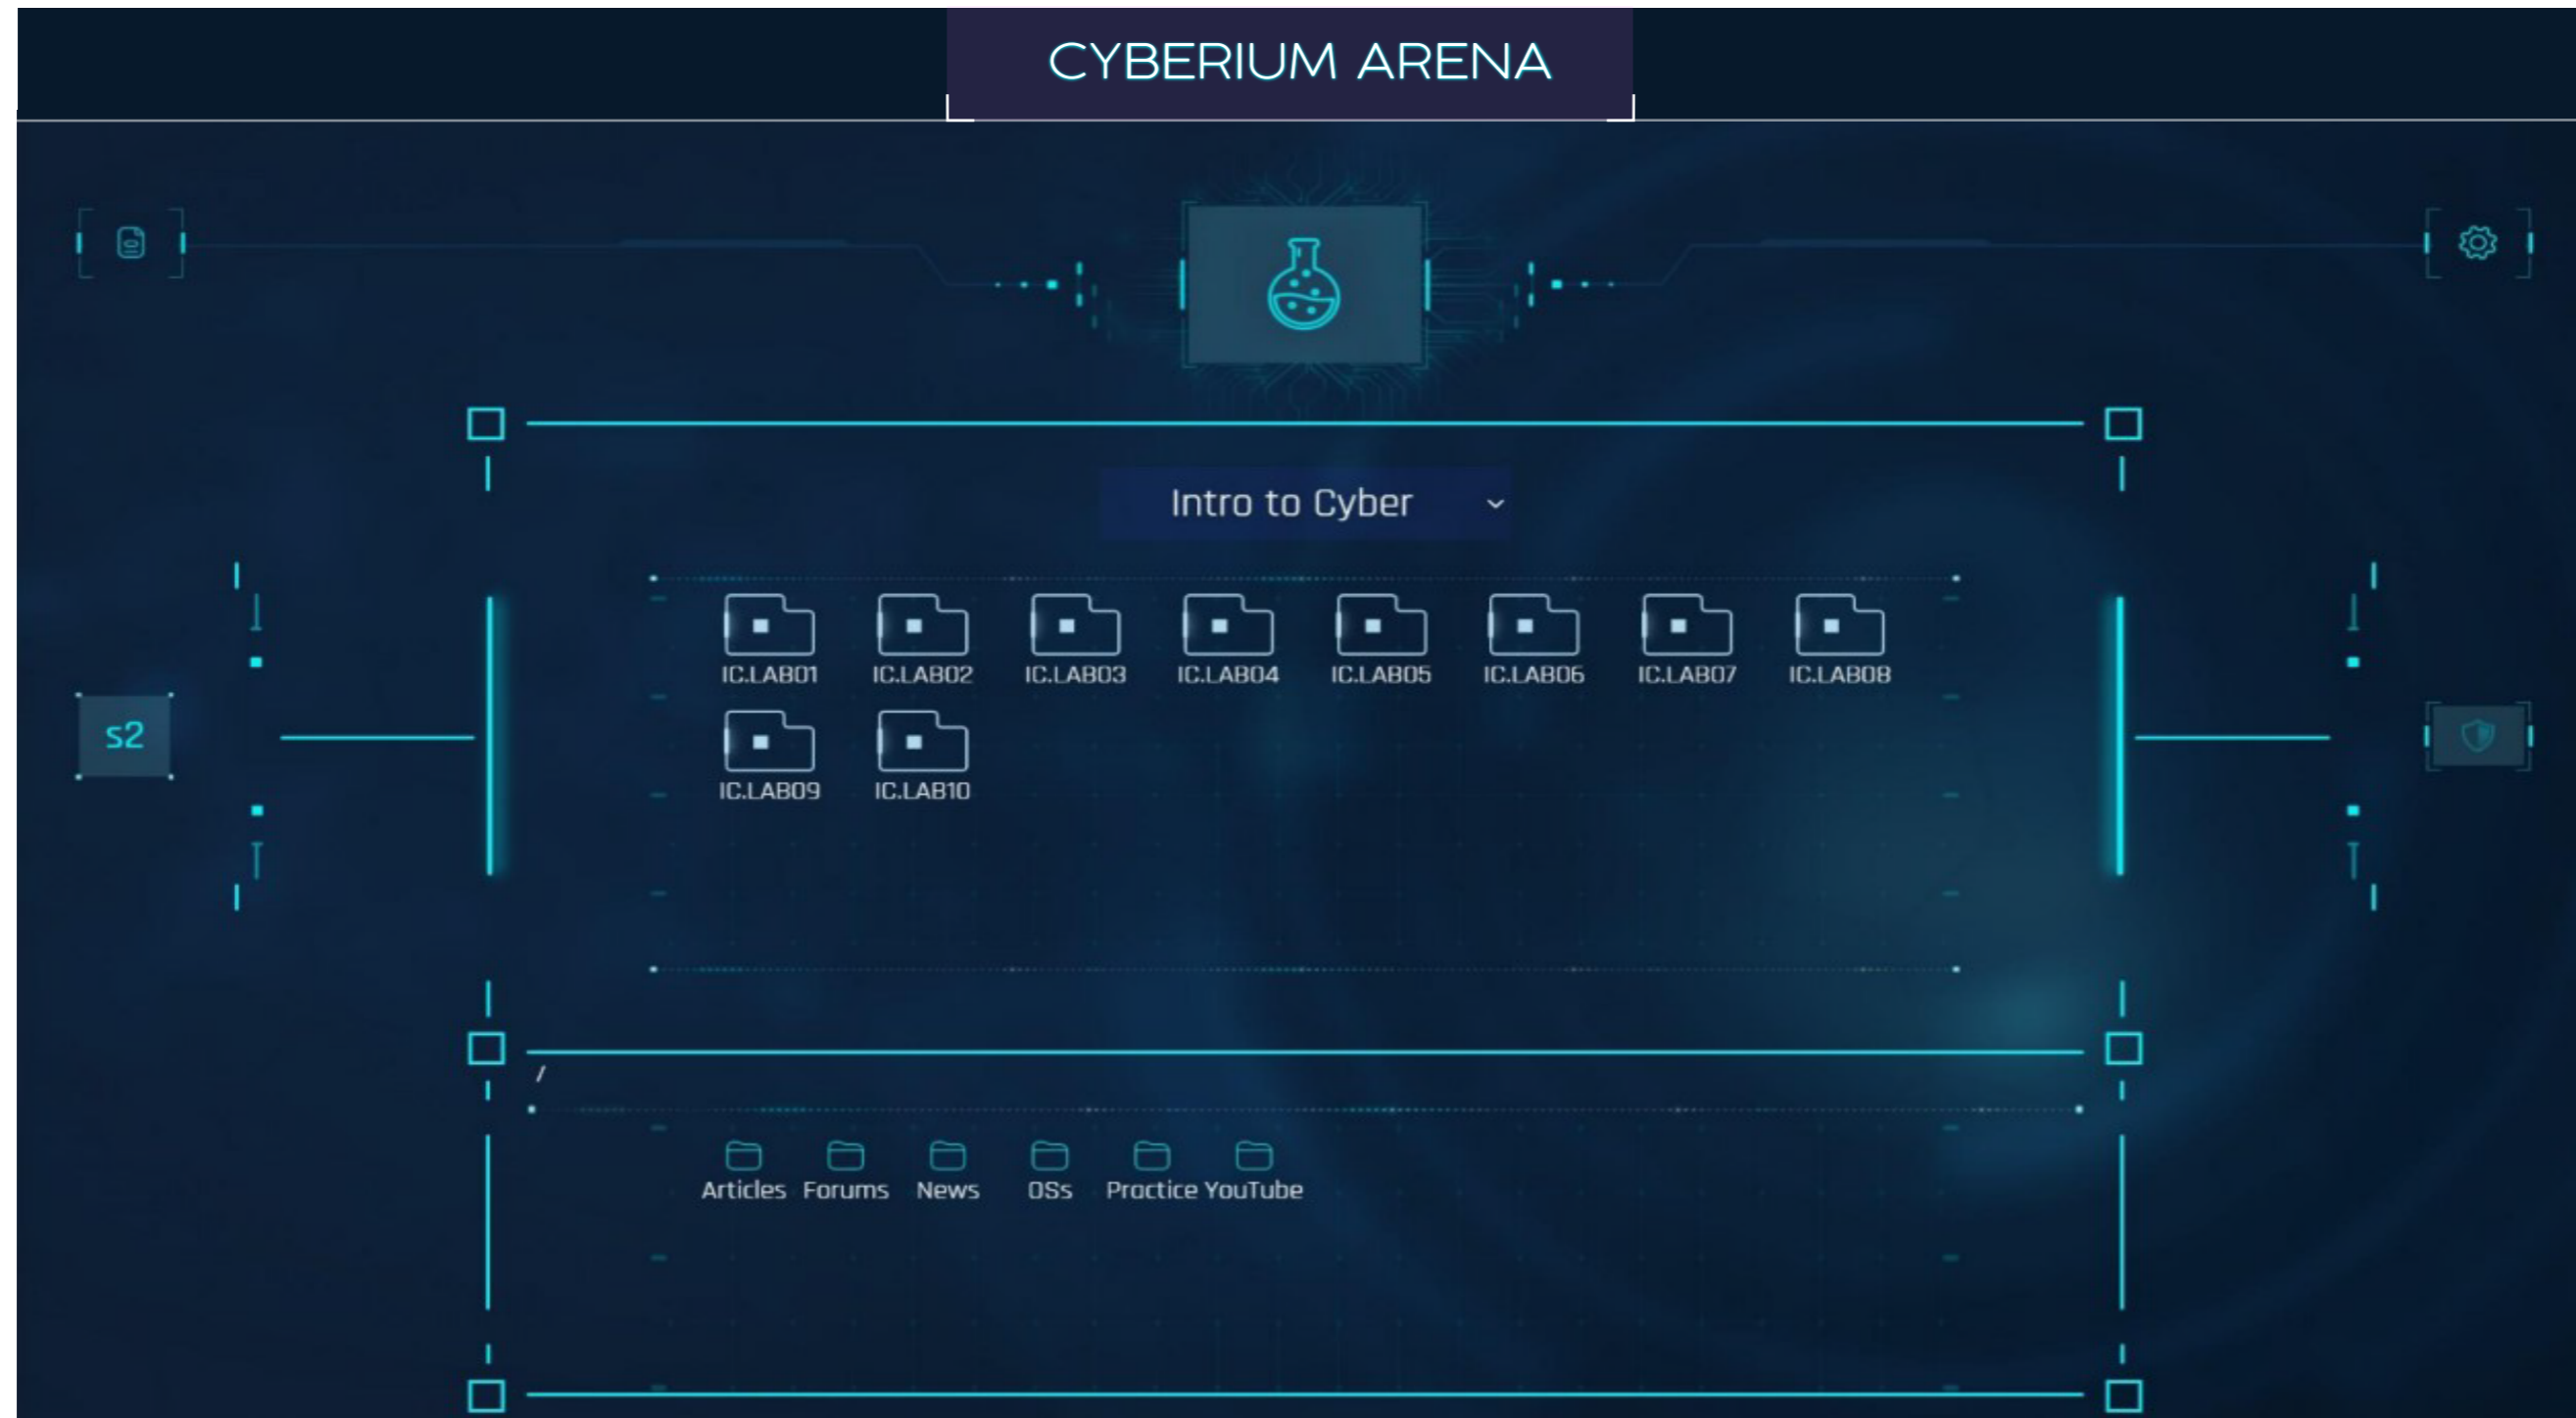 CYBERIUM ARENA
Intro to Cyber
IC.LAB01 IC.LAB02 IC.LAB03 IC.LAB04 IC.LAB05 IC.LAB06 IC.LAB07 IC.LAB08
s2
IC.LAB09 IC.LAB10
/
Articles Forums News OSs Practice YouTube